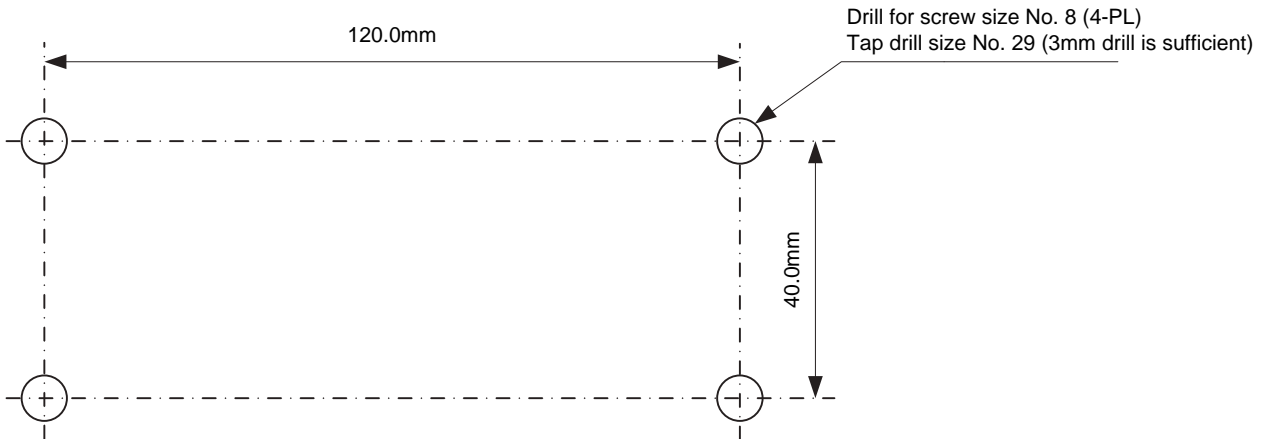 Drill for screw size No. 8 (4-PL)
Tap drill size No. 29 (3mm drill is sufficient)
120.0mm
40.0mm